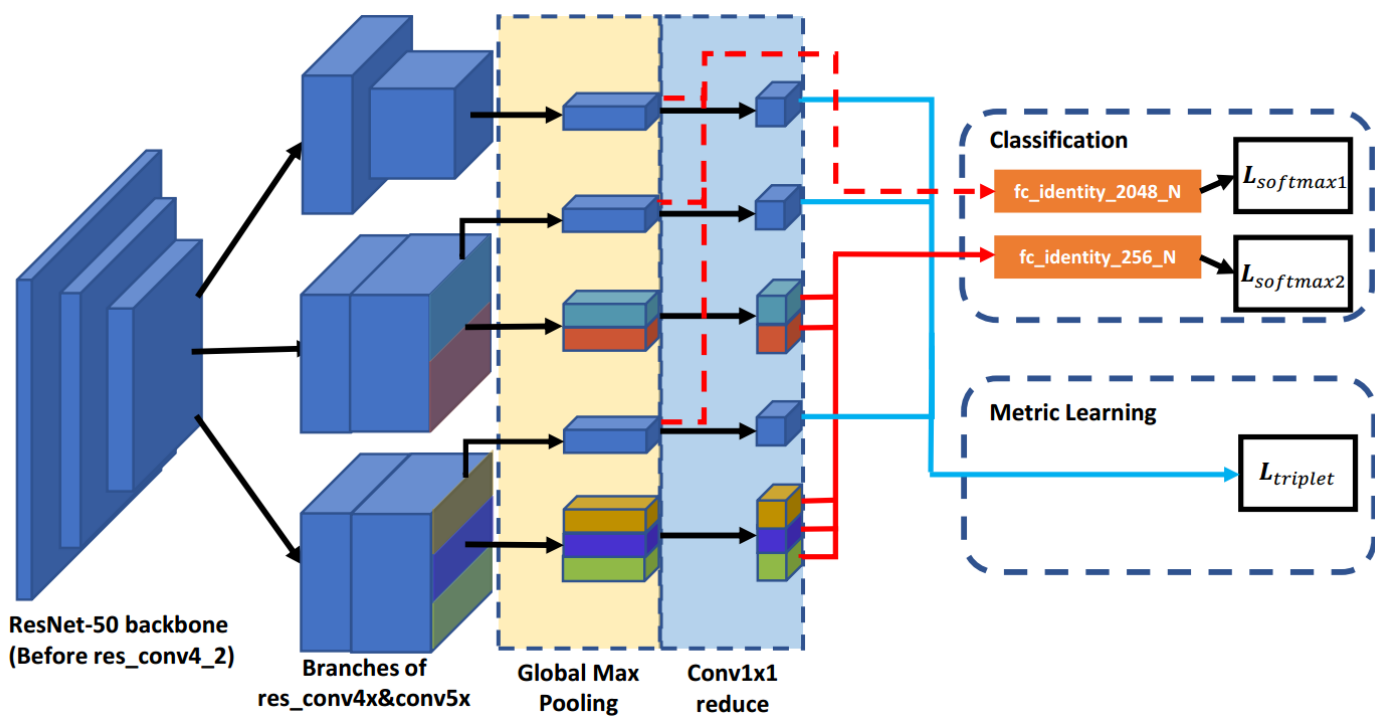 ResNet-50 backbone
(Before res_conv4_2)
Branches of
res_conv4x&conv5x
Global Max
Pooling
Conv1x1
reduce
Classification
fc_identity_2048_N
L_softmax1
fc_identity_256_N
L_softmax2
Metric Learning
L_triplet